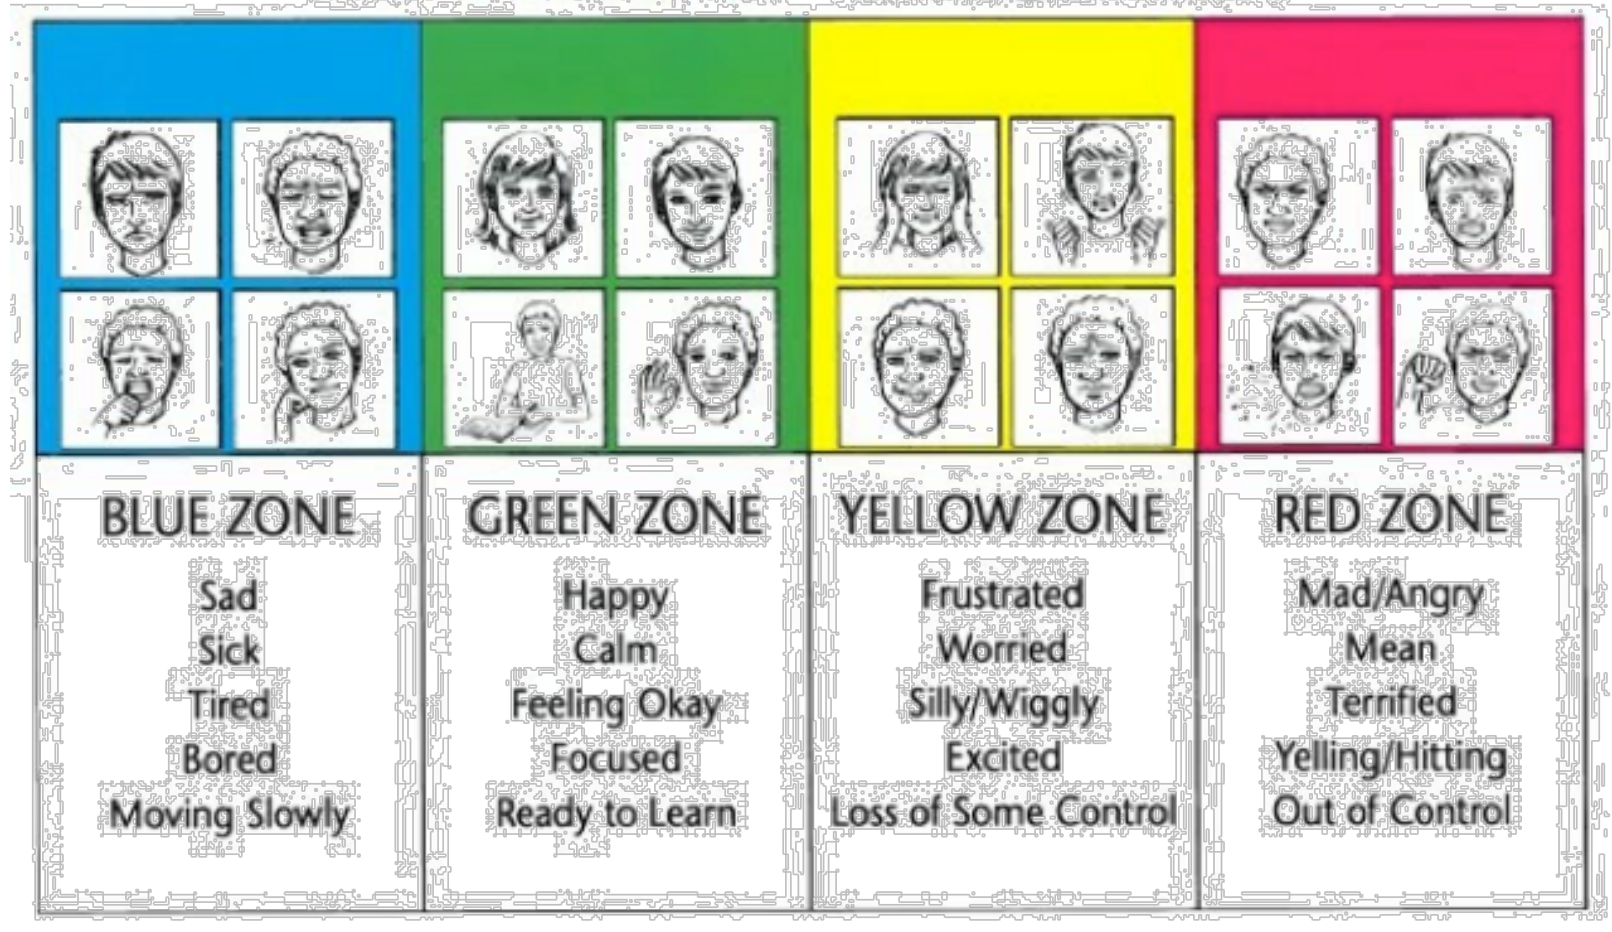 BLUE ZONE
Sad
Sick
Tired
Bored
Moving Slowly
GREEN ZONE
Happy
Calm
Feeling Okay
Focused
Ready to Learn
YELLOW ZONE
Frustrated
Worried
Silly/Wiggly
Excited
Loss of Some Control
RED ZONE
Mad/Angry
Mean
Terrified
Yelling/Hitting
Out of Control